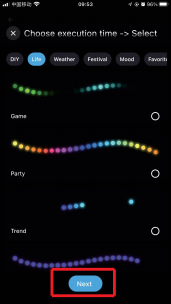 中国移动
09:53
95%
Choose execution time -> Select
DIY Life Weather Festival Mood Favorit
Game
Party
Trend
Next